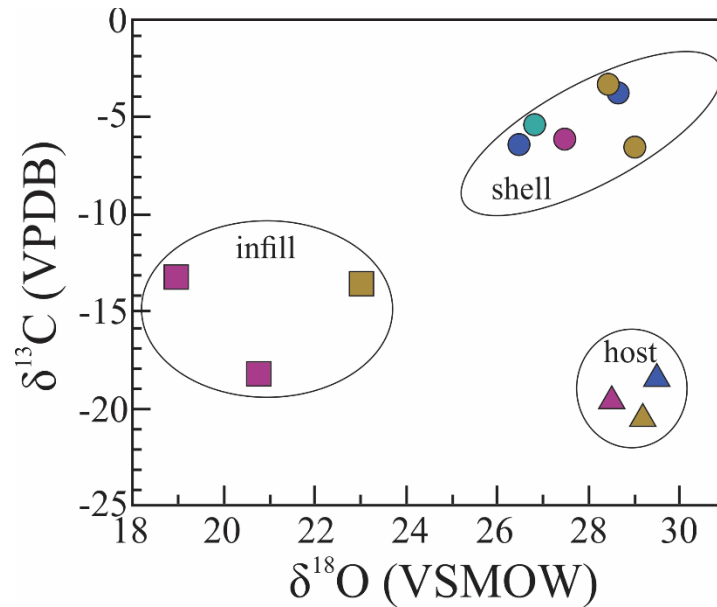 0
-5
-10
-15
-20
-25
δ¹³C (VPDB)
shell
infill
host
18 20 22 24 26 28 30
δ¹⁸O (VSMOW)